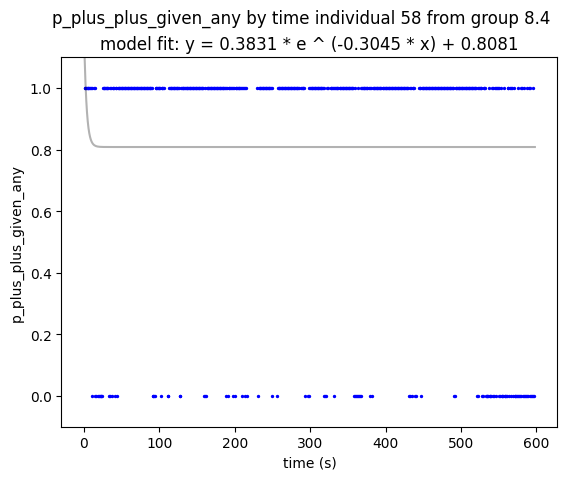 p_plus_plus_given_any by time individual 58 from group 8.4
model fit: y = 0.3831 * e ^ (-0.3045 * x) + 0.8081
1.0
0.8
0.6
0.4
0.2
0.0
p_plus_plus_given_any
0 100 200 300 400 500 600
time (s)